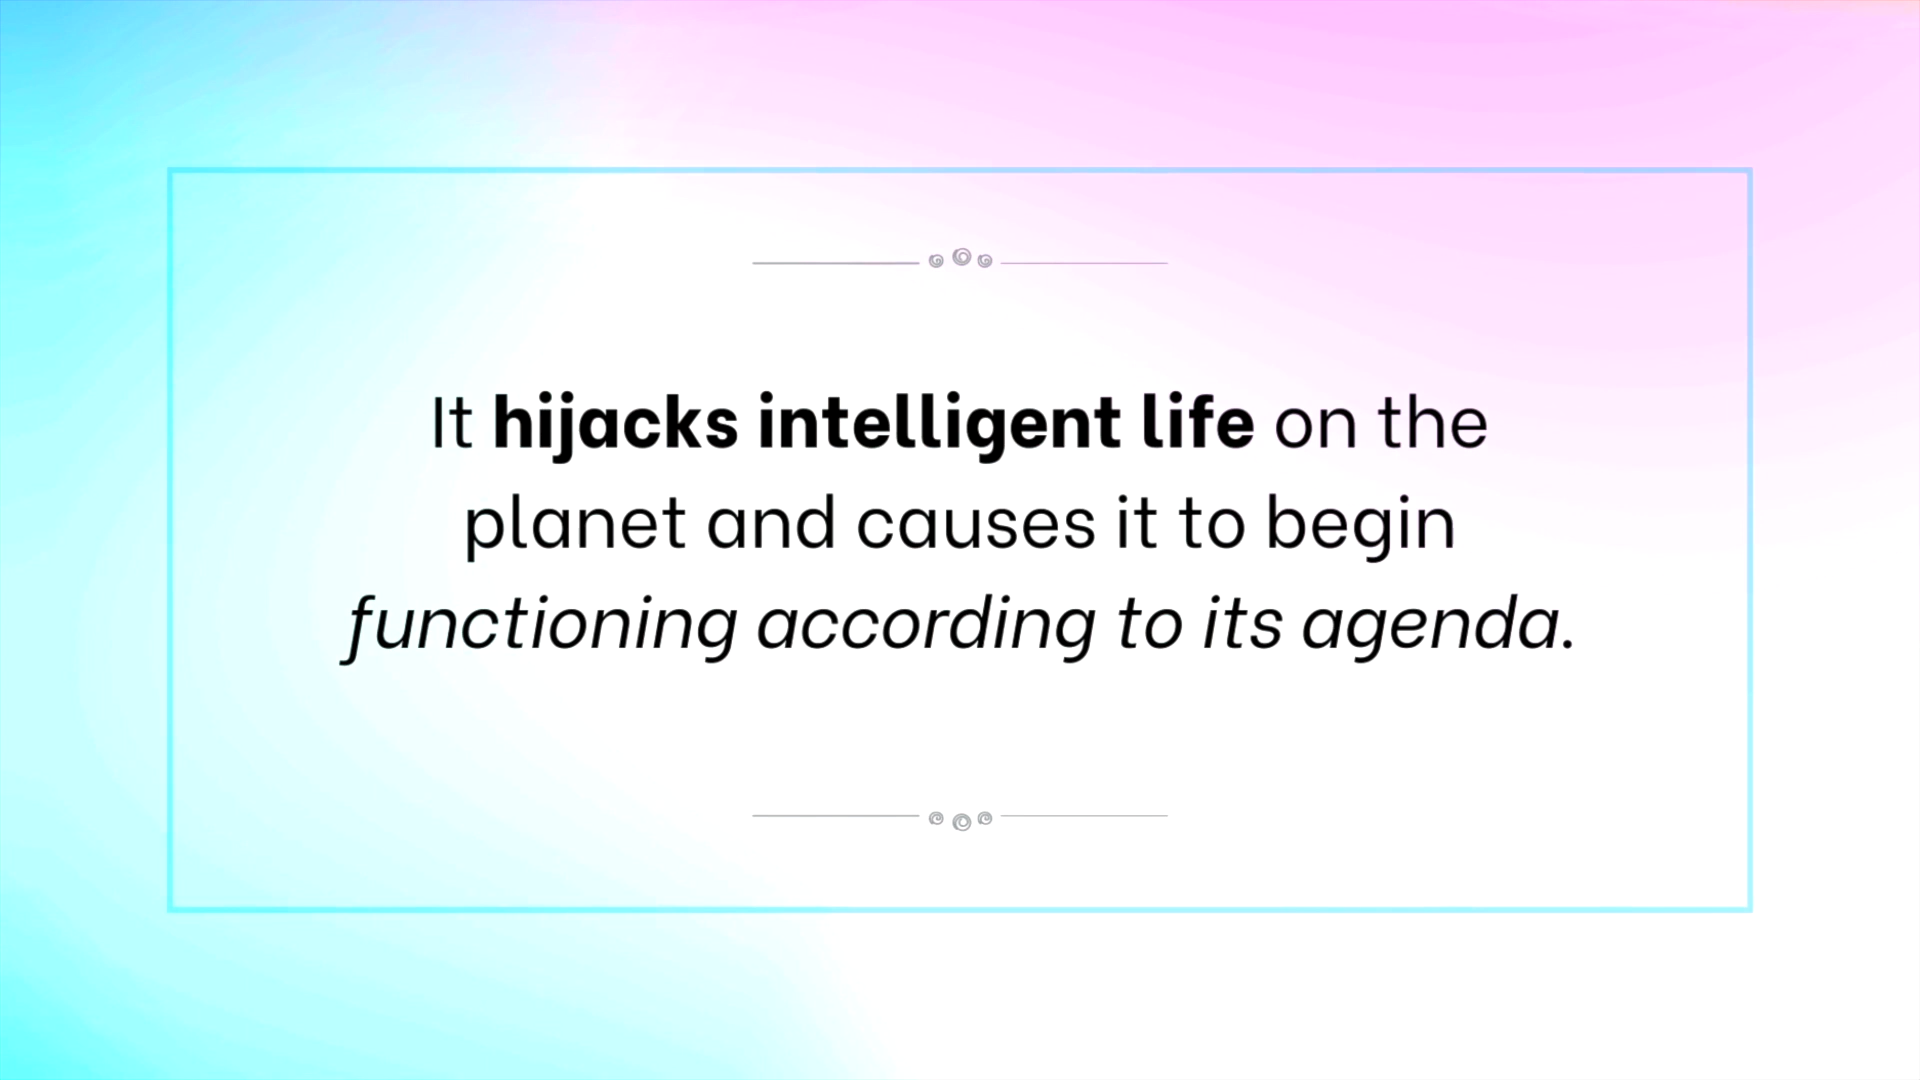 It hijacks intelligent life on the
planet and causes it to begin
functioning according to its agenda.